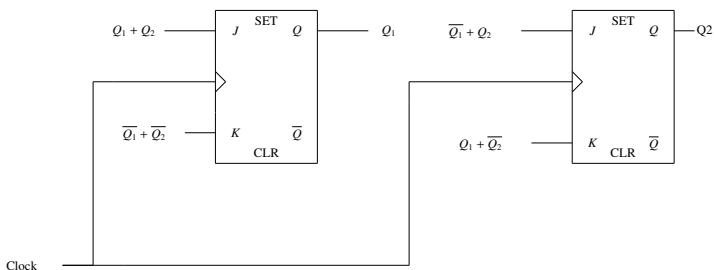 SET
SET
Q₁ + Q₂ J Q Q₁
Q̅₁̅ + Q₂ J Q Q2
Q̅₁̅ + Q̅₂̅ K Q̅
Q₁ + Q̅₂̅ K Q̅
CLR
CLR
Clock